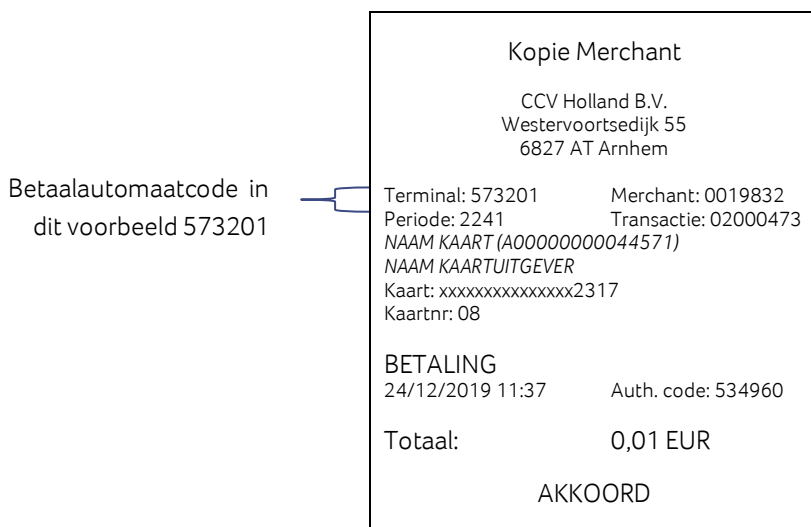 Kopie Merchant
CCV Holland B.V.
Westervoortsedijk 55
6827 AT Arnhem
Betaalautomaatcode in
dit voorbeeld 573201
Terminal: 573201 Merchant: 0019832
Periode: 2241 Transactie: 02000473
NAAM KAART (A00000000044571)
NAAM KAARTUITGEVER
Kaart: xxxxxxxxxxxxxxx2317
Kaartnr: 08
BETALING
24/12/2019 11:37 Auth. code: 534960
Totaal: 0,01 EUR
AKKOORD